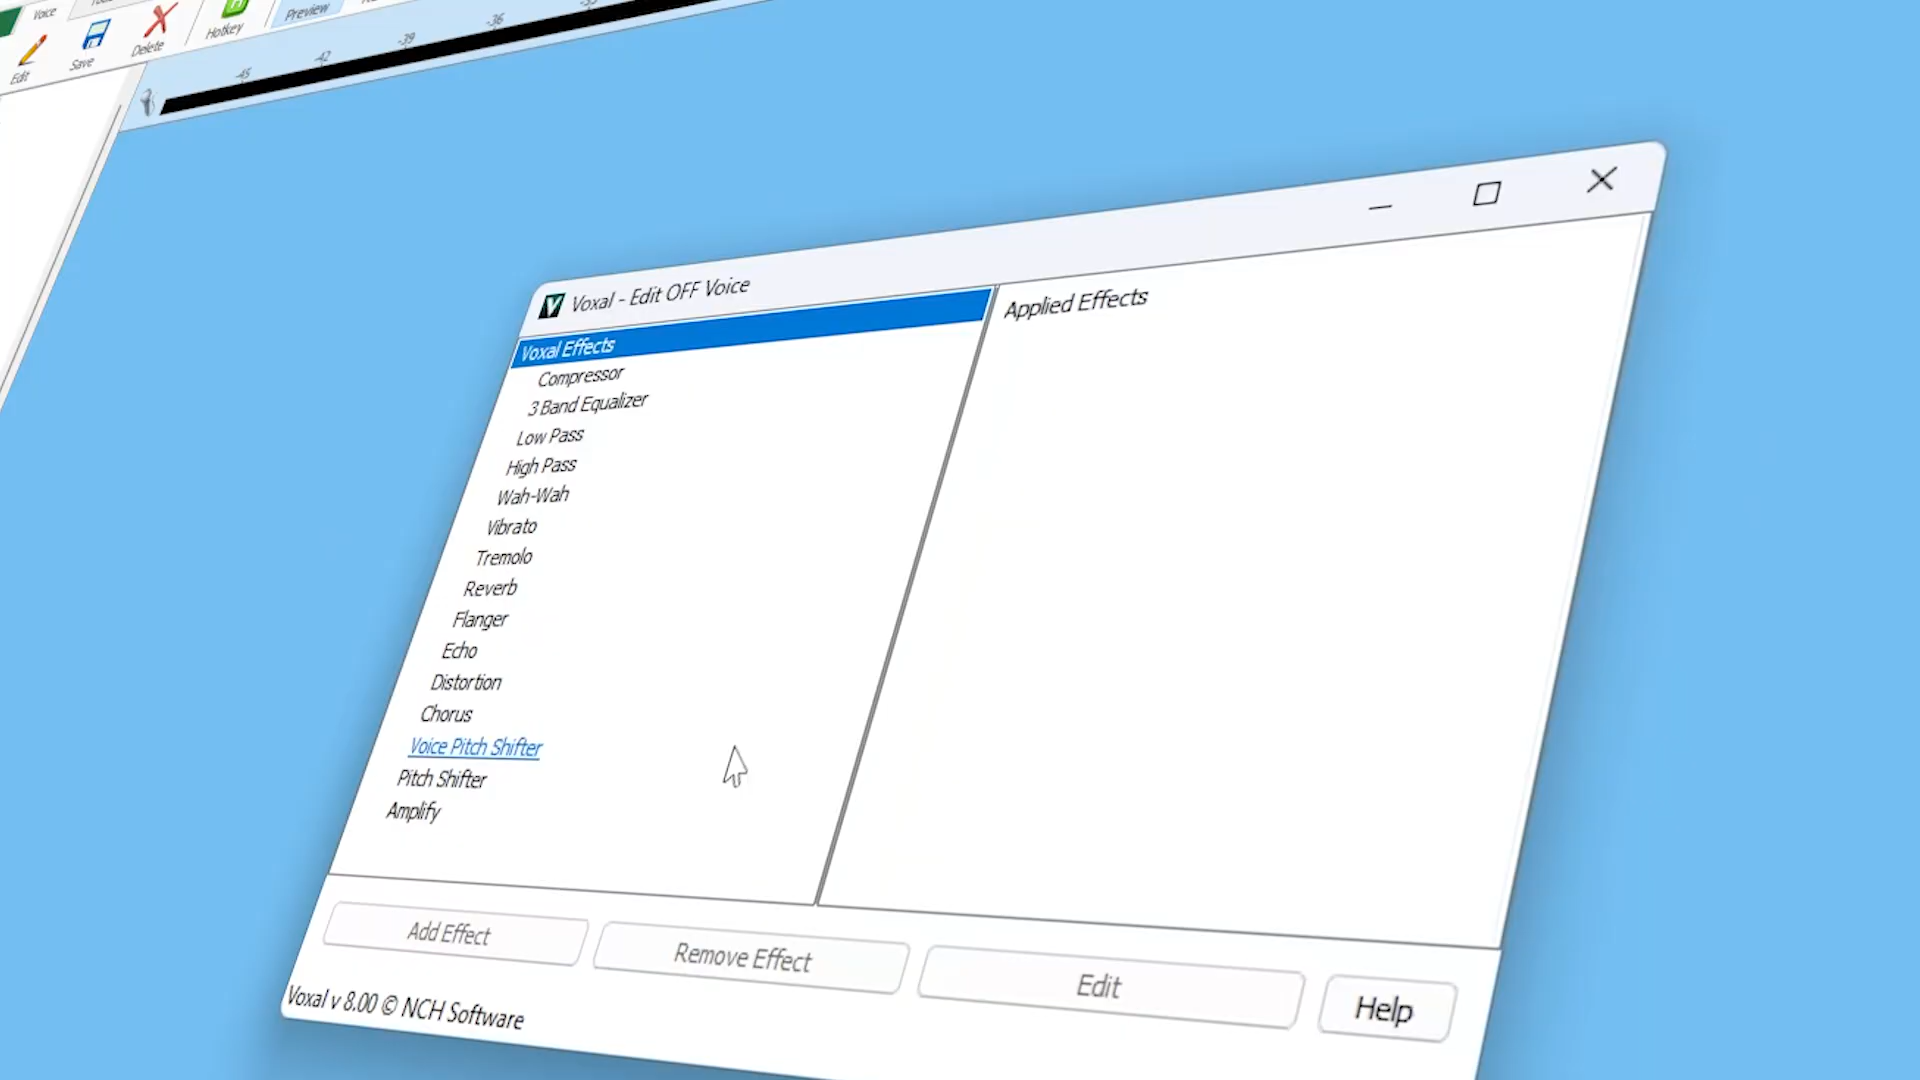 Voice
Edit
Save
Delete
Hotkey
Preview
-45
-42
-39
-36
Voxal - Edit OFF Voice
Voxal Effects
Compressor
3 Band Equalizer
Low Pass
High Pass
Wah-Wah
Vibrato
Tremolo
Reverb
Flanger
Echo
Distortion
Chorus
Voice Pitch Shifter
Pitch Shifter
Amplify
Applied Effects
Add Effect
Remove Effect
Edit
Help
Voxal v 8.00 © NCH Software